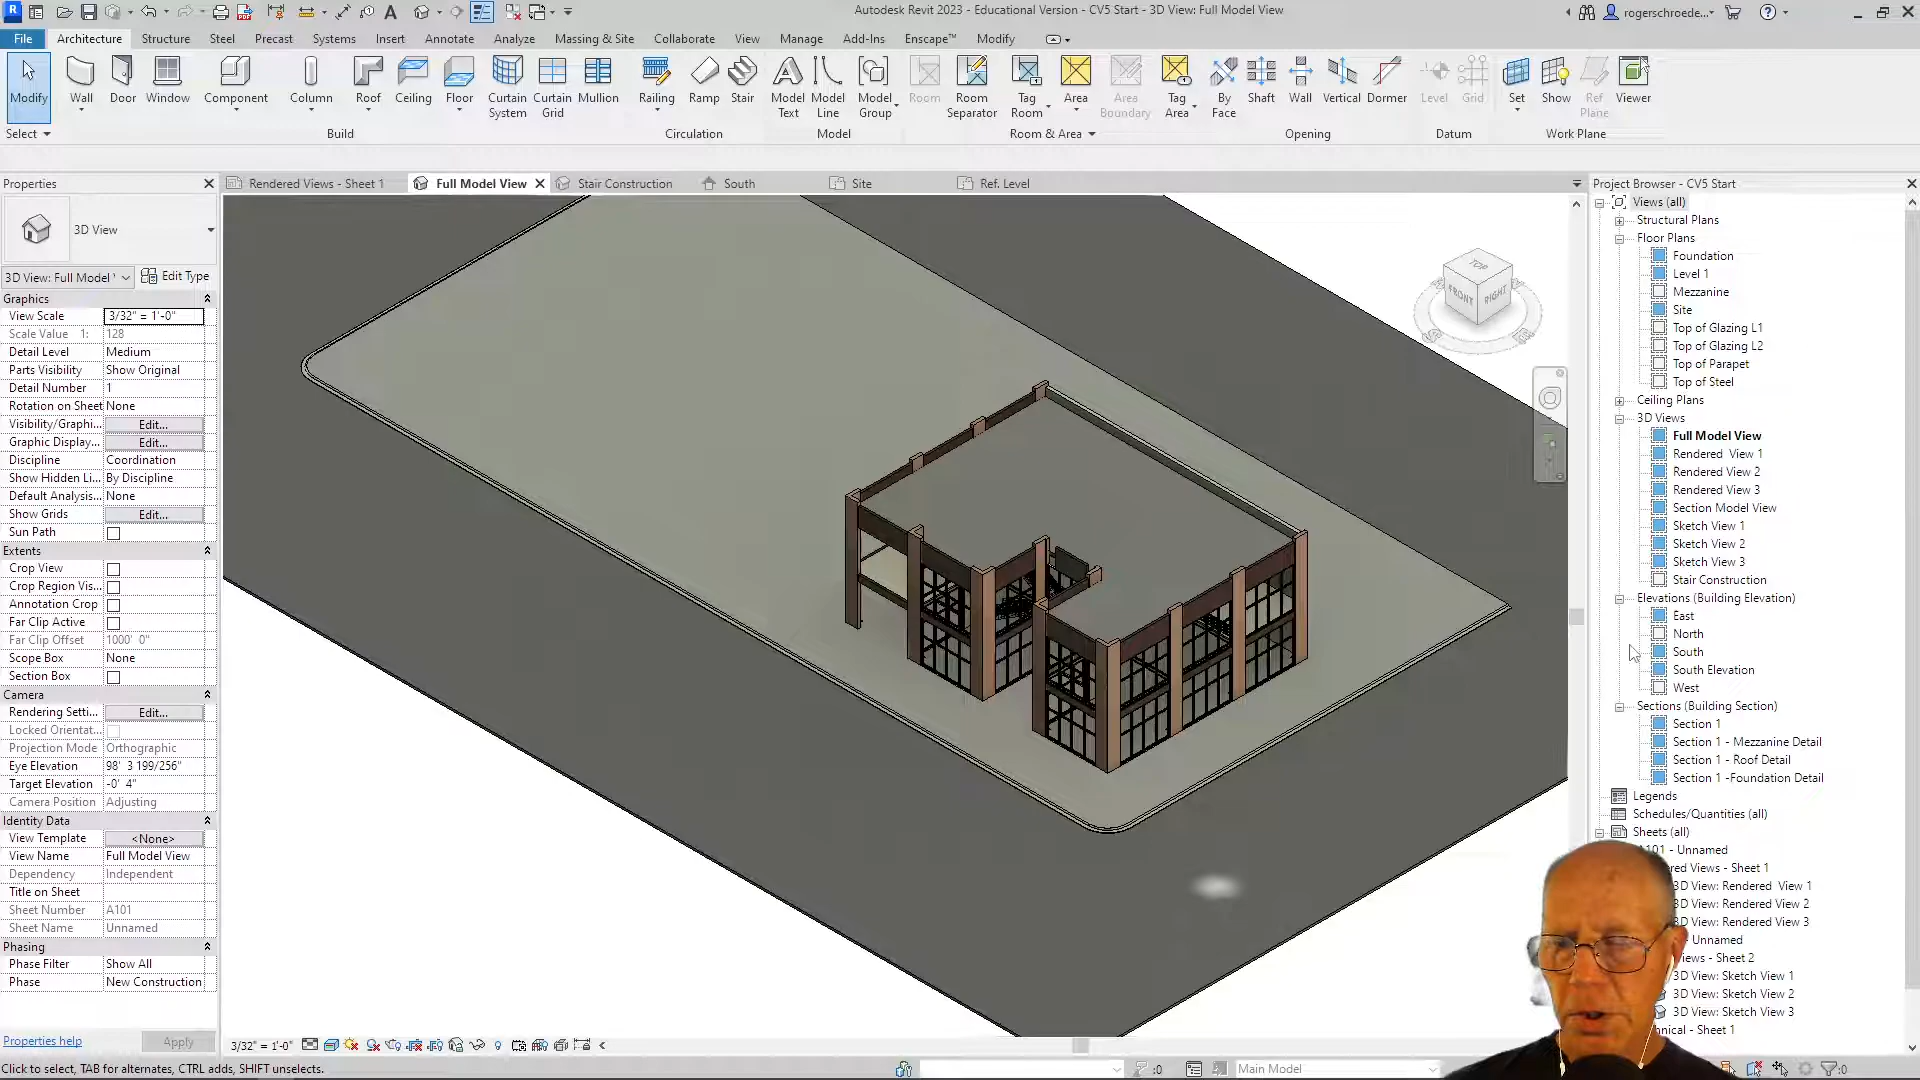 Autodesk Revit 2023 - Educational Version - CV5 Start - 3D View: Full Model View
rogerschroede...
File Architecture Structure Steel Precast Systems Insert Annotate Analyze Massing & Site Collaborate View Manage Add-Ins Enscape™ Modify
Modify Wall Door Window Component Column Roof Ceiling Floor Curtain System Curtain Grid Mullion Railing Ramp Stair Model Text Model Line Model Group Room Room Separator Tag Room Area Area Boundary Tag Area By Face Shaft Wall Vertical Dormer Level Grid Set Show Ref Plane Viewer
Select Build Circulation Model Room & Area Opening Datum Work Plane
Properties
Rendered Views - Sheet 1 Full Model View Stair Construction South Site Ref. Level
3D View
3D View: Full Model Edit Type
Graphics
View Scale 3/32" = 1'-0"
Scale Value 1: 128
Detail Level Medium
Parts Visibility Show Original
Detail Number 1
Rotation on Sheet None
Visibility/Graphi... Edit...
Graphic Display... Edit...
Discipline Coordination
Show Hidden Li... By Discipline
Default Analysis... None
Show Grids Edit...
Sun Path
Extents
Crop View
Crop Region Vis...
Annotation Crop
Far Clip Active
Far Clip Offset 1000' 0"
Scope Box None
Section Box
Camera
Rendering Setti... Edit...
Locked Orientat...
Projection Mode Orthographic
Eye Elevation 98' 3 199/256"
Target Elevation -0' 4"
Camera Position Adjusting
Identity Data
View Template <None>
View Name Full Model View
Dependency Independent
Title on Sheet
Sheet Number A101
Sheet Name Unnamed
Phasing
Phase Filter Show All
Phase New Construction
Properties help Apply
TOP
FRONT RIGHT
Project Browser - CV5 Start
Views (all)
Structural Plans
Floor Plans
Foundation
Level 1
Mezzanine
Site
Top of Glazing L1
Top of Glazing L2
Top of Parapet
Top of Steel
Ceiling Plans
3D Views
Full Model View
Rendered View 1
Rendered View 2
Rendered View 3
Section Model View
Sketch View 1
Sketch View 2
Sketch View 3
Stair Construction
Elevations (Building Elevation)
East
North
South
South Elevation
West
Sections (Building Section)
Section 1
Section 1 - Mezzanine Detail
Section 1 - Roof Detail
Section 1 -Foundation Detail
Legends
Schedules/Quantities (all)
Sheets (all)
A101 - Unnamed
ered Views - Sheet 1
3D View: Rendered View 1
3D View: Rendered View 2
3D View: Rendered View 3
Unnamed
iews - Sheet 2
3D View: Sketch View 1
3D View: Sketch View 2
3D View: Sketch View 3
hnical - Sheet 1
3/32" = 1'-0"
Click to select, TAB for alternates, CTRL adds, SHIFT unselects.
:0
Main Model
:0